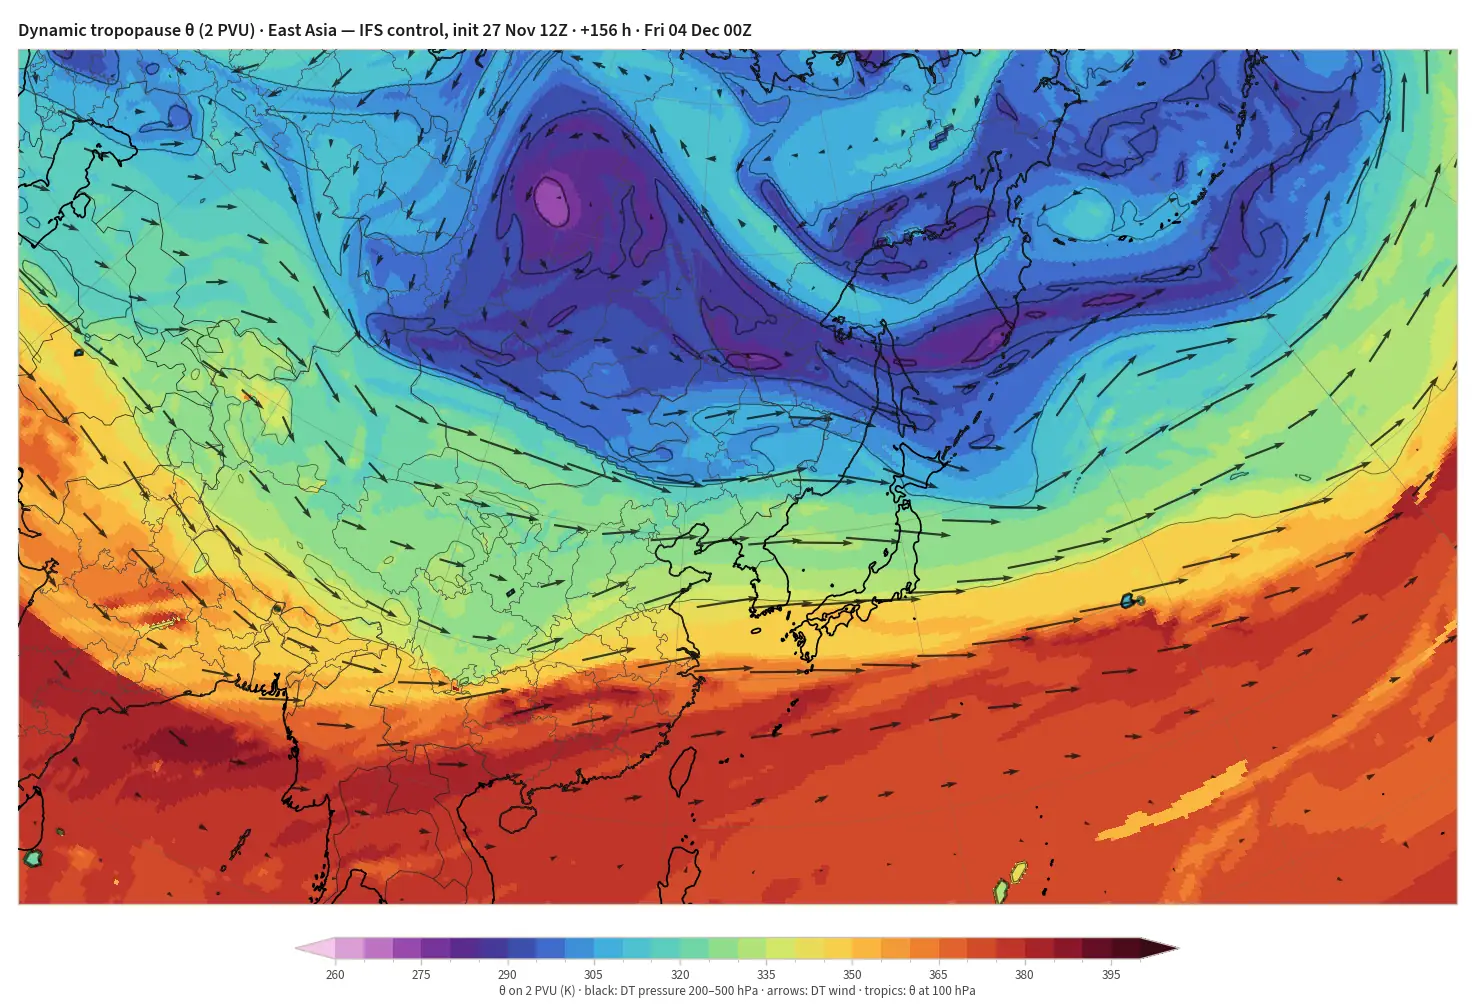 Dynamic tropopause θ (2 PVU) · East Asia — IFS control, init 27 Nov 12Z · +156 h · Fri 04 Dec 00Z
260 275 290 305 320 335 350 365 380 395
θ on 2 PVU (K) · black: DT pressure 200–500 hPa · arrows: DT wind · tropics: θ at 100 hPa